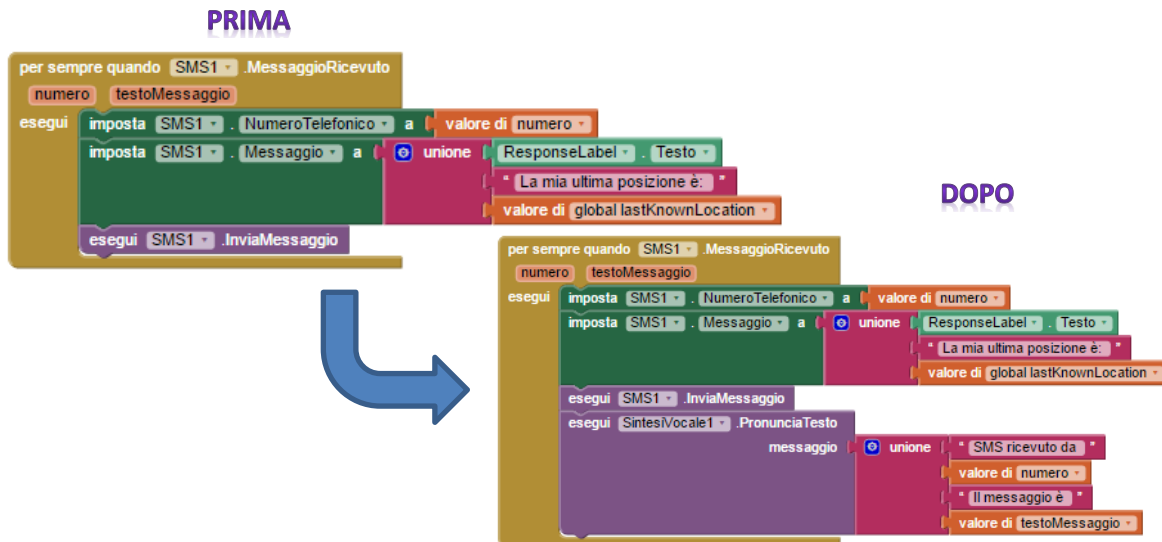 PRIMA
per sempre quando SMS1 .MessaggioRicevuto
numero testoMessaggio
esegui imposta SMS1 . NumeroTelefonico a valore di numero
imposta SMS1 . Messaggio a unione ResponseLabel . Testo
" La mia ultima posizione è: "
valore di global lastKnownLocation
esegui SMS1 .InviaMessaggio
DOPO
per sempre quando SMS1 .MessaggioRicevuto
numero testoMessaggio
esegui imposta SMS1 . NumeroTelefonico a valore di numero
imposta SMS1 . Messaggio a unione ResponseLabel . Testo
" La mia ultima posizione è: "
valore di global lastKnownLocation
esegui SMS1 .InviaMessaggio
esegui SintesiVocale1 .PronunciaTesto
messaggio unione " SMS ricevuto da "
valore di numero
" Il messaggio è "
valore di testoMessaggio